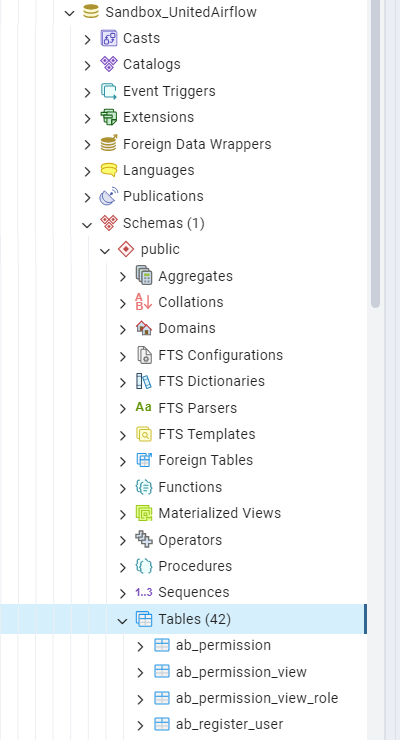 Sandbox_UnitedAirflow
Casts
Catalogs
Event Triggers
Extensions
Foreign Data Wrappers
Languages
Publications
Schemas (1)
public
Aggregates
A
B
Collations
Domains
FTS Configurations
FTS Dictionaries
Aa FTS Parsers
FTS Templates
Foreign Tables
Functions
Materialized Views
Operators
Procedures
1..3 Sequences
Tables (42)
ab_permission
ab_permission_view
ab_permission_view_role
ab_register_user